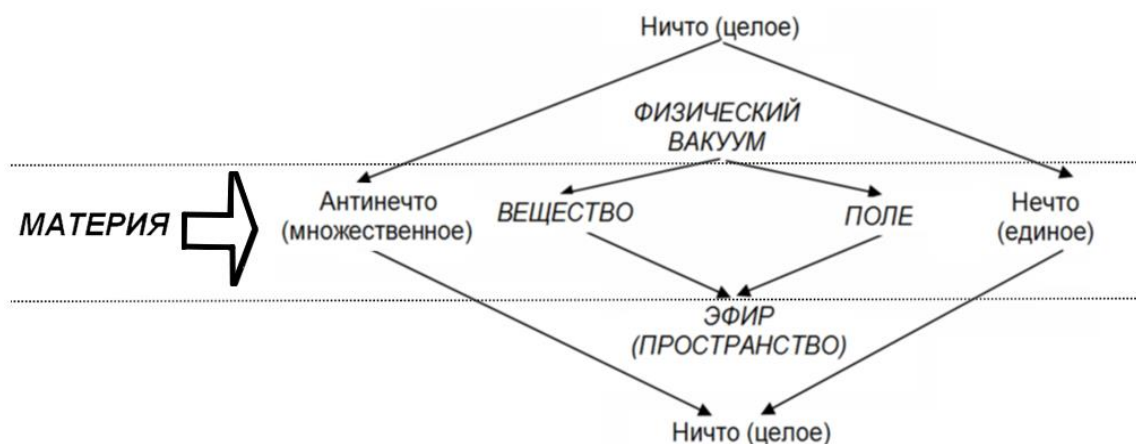 Ничто (целое)
ФИЗИЧЕСКИЙ
ВАКУУМ
МАТЕРИЯ
Антинечто
(множественное)
ВЕЩЕСТВО
ПОЛЕ
Нечто
(единое)
ЭФИР
(ПРОСТРАНСТВО)
Ничто (целое)